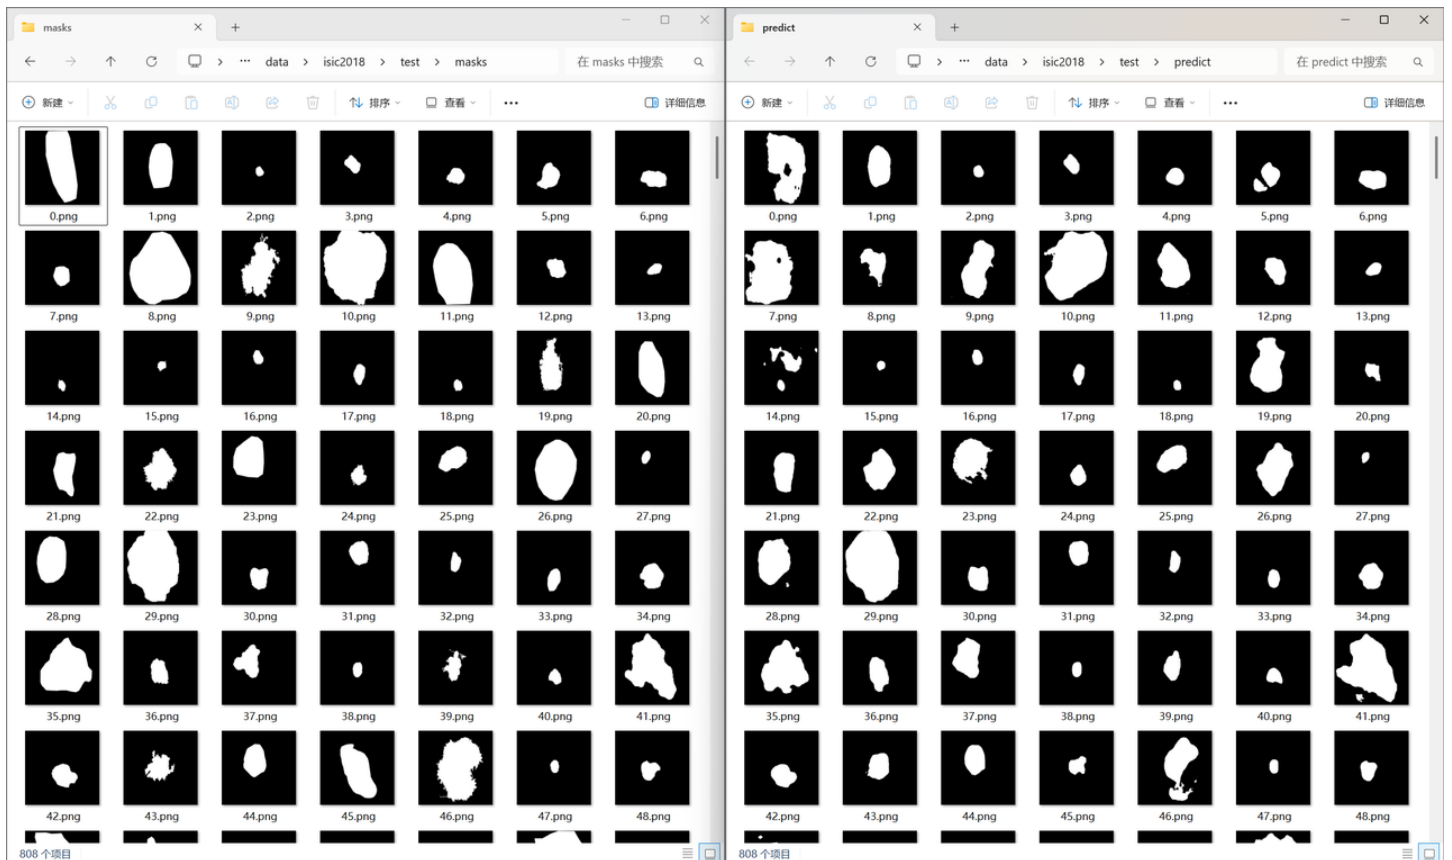 masks
data > isic2018 > test > masks
在 masks 中搜索
新建
排序
查看
详细信息
0.png 1.png 2.png 3.png 4.png 5.png 6.png
7.png 8.png 9.png 10.png 11.png 12.png 13.png
14.png 15.png 16.png 17.png 18.png 19.png 20.png
21.png 22.png 23.png 24.png 25.png 26.png 27.png
28.png 29.png 30.png 31.png 32.png 33.png 34.png
35.png 36.png 37.png 38.png 39.png 40.png 41.png
42.png 43.png 44.png 45.png 46.png 47.png 48.png
808 个项目
predict
data > isic2018 > test > predict
在 predict 中搜索
新建
排序
查看
详细信息
0.png 1.png 2.png 3.png 4.png 5.png 6.png
7.png 8.png 9.png 10.png 11.png 12.png 13.png
14.png 15.png 16.png 17.png 18.png 19.png 20.png
21.png 22.png 23.png 24.png 25.png 26.png 27.png
28.png 29.png 30.png 31.png 32.png 33.png 34.png
35.png 36.png 37.png 38.png 39.png 40.png 41.png
42.png 43.png 44.png 45.png 46.png 47.png 48.png
808 个项目